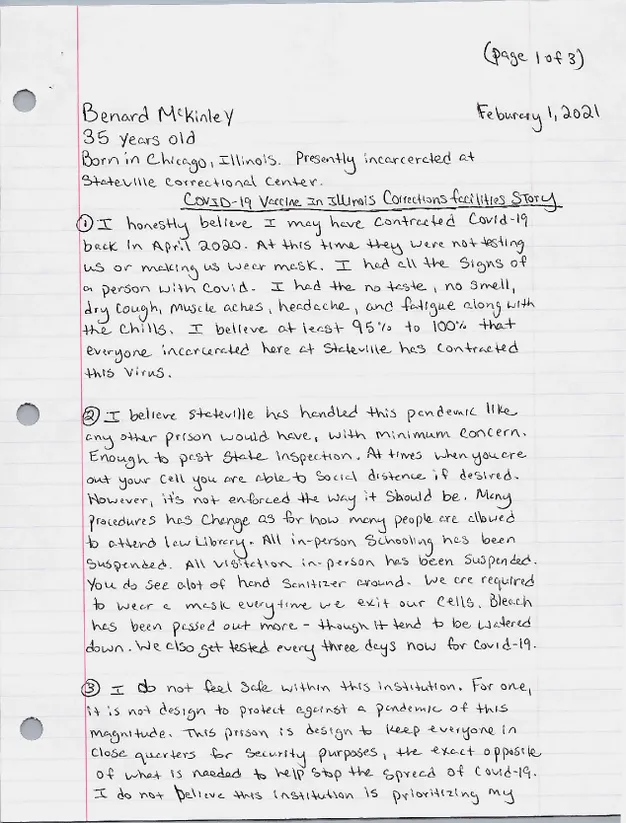 (page 1 of 3)
Benard McKinley
Feburary 1, 2021
35 years old
Born in Chicago, Illinois. Presently incarcerated at
Stateville Correctional Center.
COVID-19 Vaccine In Illinois Corrections facilities Story
① I honestly believe I may have contracted Covid-19
back in April 2020. At this time they were not testing
us or making us wear mask. I had all the signs of
a person with Covid. I had the no taste, no smell,
dry cough, muscle aches, headache, and fatigue along with
the chills. I believe at least 95% to 100% that
everyone incarcerated here at Stateville has contracted
this virus.
② I believe Stateville has handled this pandemic like
any other prison would have, with minimum concern.
Enough to past State inspection. At times when you are
out your cell you are able to social distance if desired.
However, it's not enforced the way it should be. Many
procedures has change as for how many people are allowed
to attend law Library. All in-person schooling has been
suspended. All visitation in-person has been suspended.
You do see alot of hand sanitizer around. We are required
to wear a mask everytime we exit our cells. Bleach
has been passed out more - though it tend to be watered
down. We also get tested every three days now for Covid-19.
③ I do not feel safe within this institution. For one,
it is not design to protect against a pandemic of this
magnitude. This prison is design to keep everyone in
close quarters for security purposes, the exact opposite
of what is needed to help stop the spread of Covid-19.
I do not believe this institution is prioritizing my